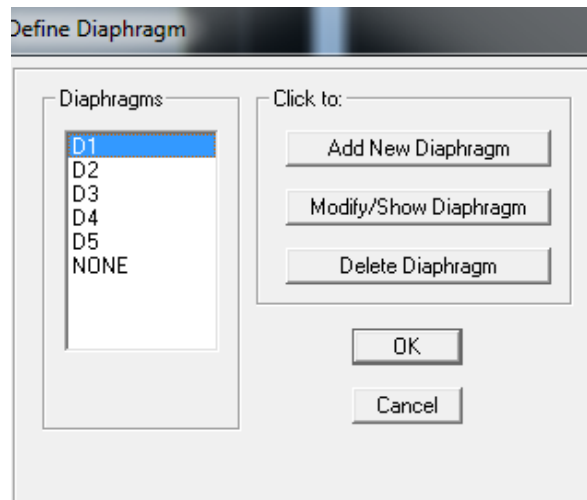 Define Diaphragm
Diaphragms
D1
D2
D3
D4
D5
NONE
Click to:
Add New Diaphragm
Modify/Show Diaphragm
Delete Diaphragm
OK
Cancel